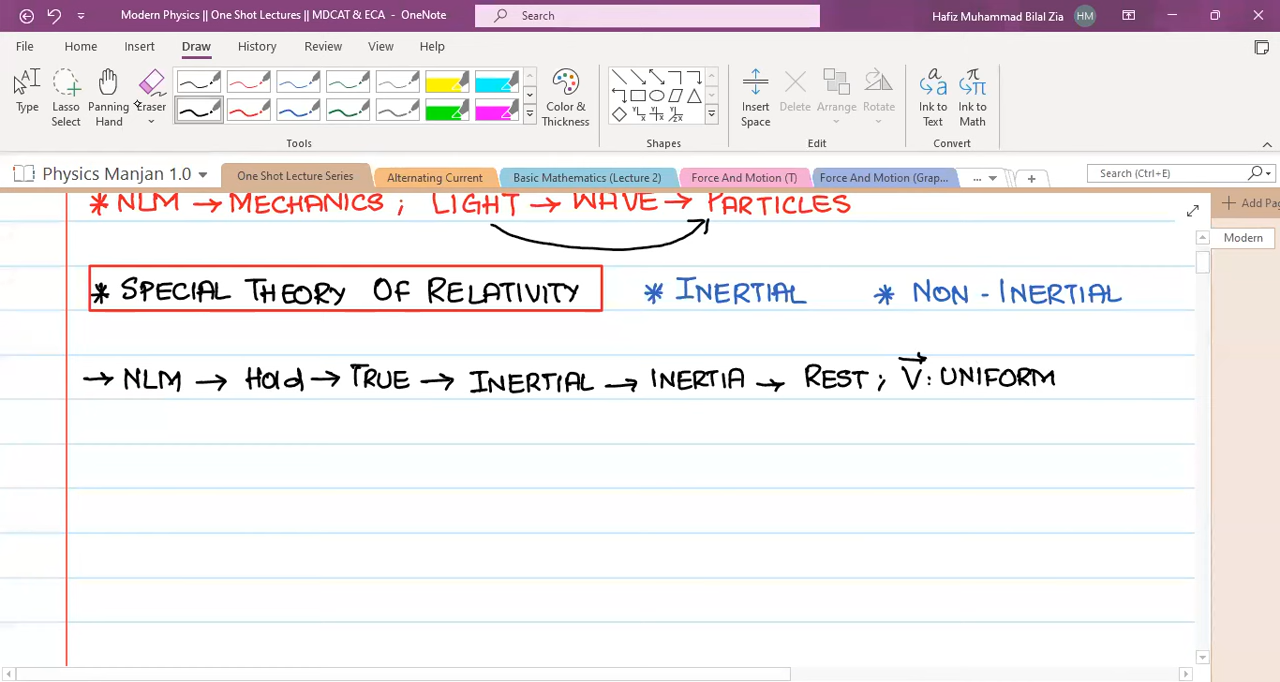 Modern Physics || One Shot Lectures || MDCAT & ECA - OneNote
Search
Hafiz Muhammad Bilal Zia HM
File Home Insert Draw History Review View Help
Type Lasso Select Panning Hand Eraser
Color & Thickness
Insert Space Delete Arrange Rotate
Ink to Text Ink to Math
Tools Shapes Edit Convert
Physics Manjan 1.0 One Shot Lecture Series Alternating Current Basic Mathematics (Lecture 2) Force And Motion (T) Force And Motion (Grap... ... Search (Ctrl+E)
* NLM → MECHANICS ; LIGHT → WAVE → PARTICLES
Add Pag
Modern
* SPECIAL THEORY OF RELATIVITY * INERTIAL * NON - INERTIAL
→ NLM → Hold → TRUE → INERTIAL → INERTIA → REST ; V⃗ : UNIFORM